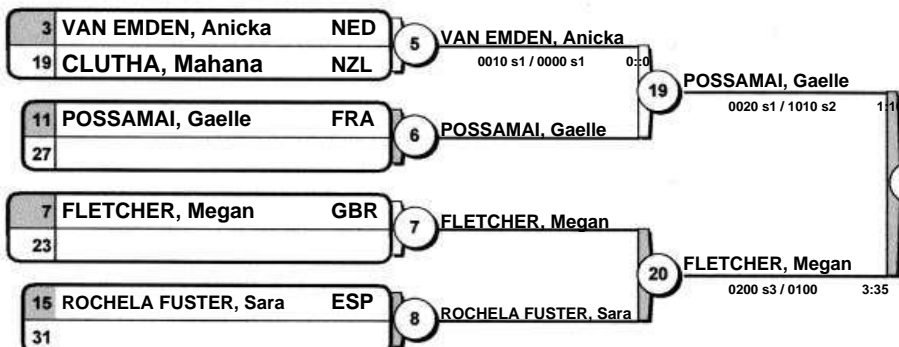 3 VAN EMDEN, Anicka NED
19 CLUTHA, Mahana NZL
5
VAN EMDEN, Anicka
0010 s1 / 0000 s1 0::0
11 POSSAMAI, Gaelle FRA
27
6
POSSAMAI, Gaelle
19
POSSAMAI, Gaelle
0020 s1 / 1010 s2
7 FLETCHER, Megan GBR
23
7
FLETCHER, Megan
15 ROCHELA FUSTER, Sara ESP
31
8
ROCHELA FUSTER, Sara
20
FLETCHER, Megan
0200 s3 / 0100 3:35